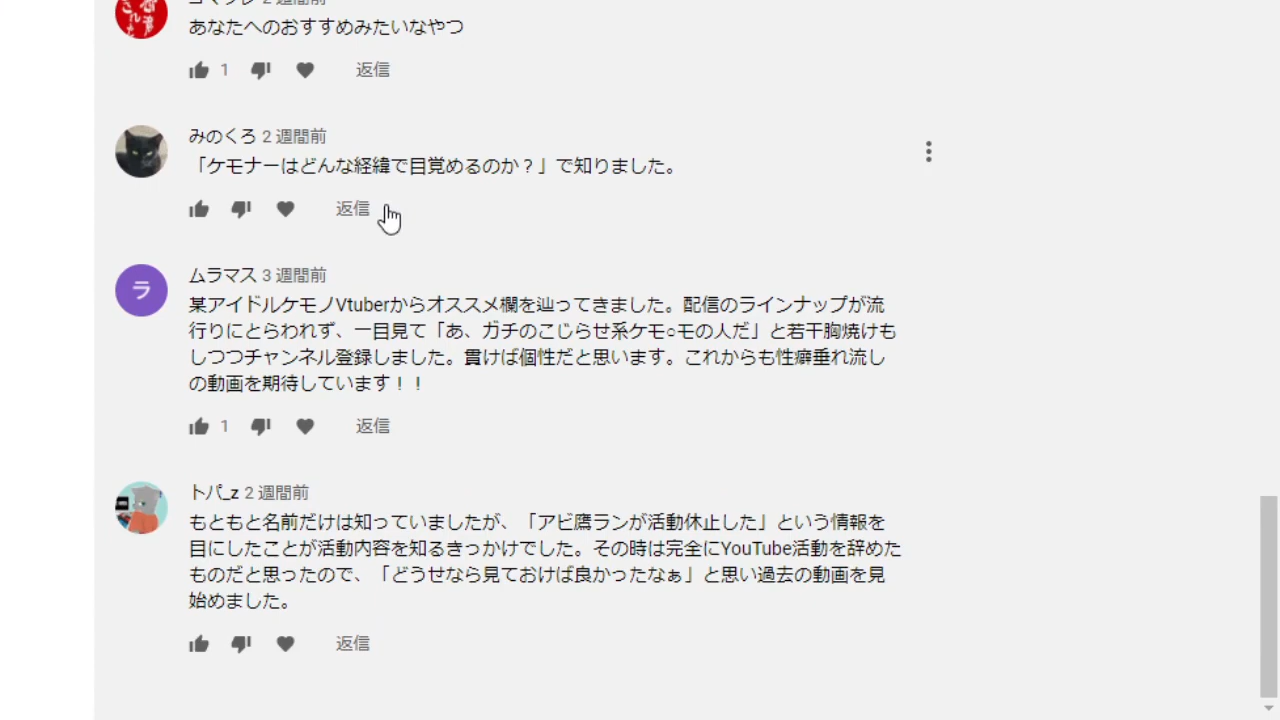 あなたへのおすすめみたいなやつ
1 返信
みのくろ 2 週間前
「ケモナーはどんな経緯で目覚めるのか？」で知りました。
返信
ラ
ムラマス 3 週間前
某アイドルケモノVtuberからオススメ欄を辿ってきました。配信のラインナップが流
行りにとらわれず、一目見て「あ、ガチのこじらせ系ケモ○モの人だ」と若干胸焼けも
しつつチャンネル登録しました。貫けば個性だと思います。これからも性癖垂れ流し
の動画を期待しています！！
1 返信
トパ_z 2 週間前
もともと名前だけは知っていましたが、「アビ鷹ランが活動休止した」という情報を
目にしたことが活動内容を知るきっかけでした。その時は完全にYouTube活動を辞めた
ものだと思ったので、「どうせなら見ておけば良かったなぁ」と思い過去の動画を見
始めました。
返信